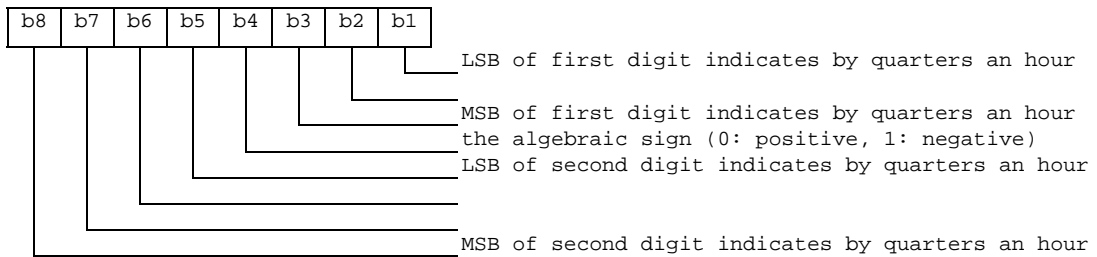 b8 b7 b6 b5 b4 b3 b2 b1
LSB of first digit indicates by quarters an hour
MSB of first digit indicates by quarters an hour
the algebraic sign (0: positive, 1: negative)
LSB of second digit indicates by quarters an hour
MSB of second digit indicates by quarters an hour